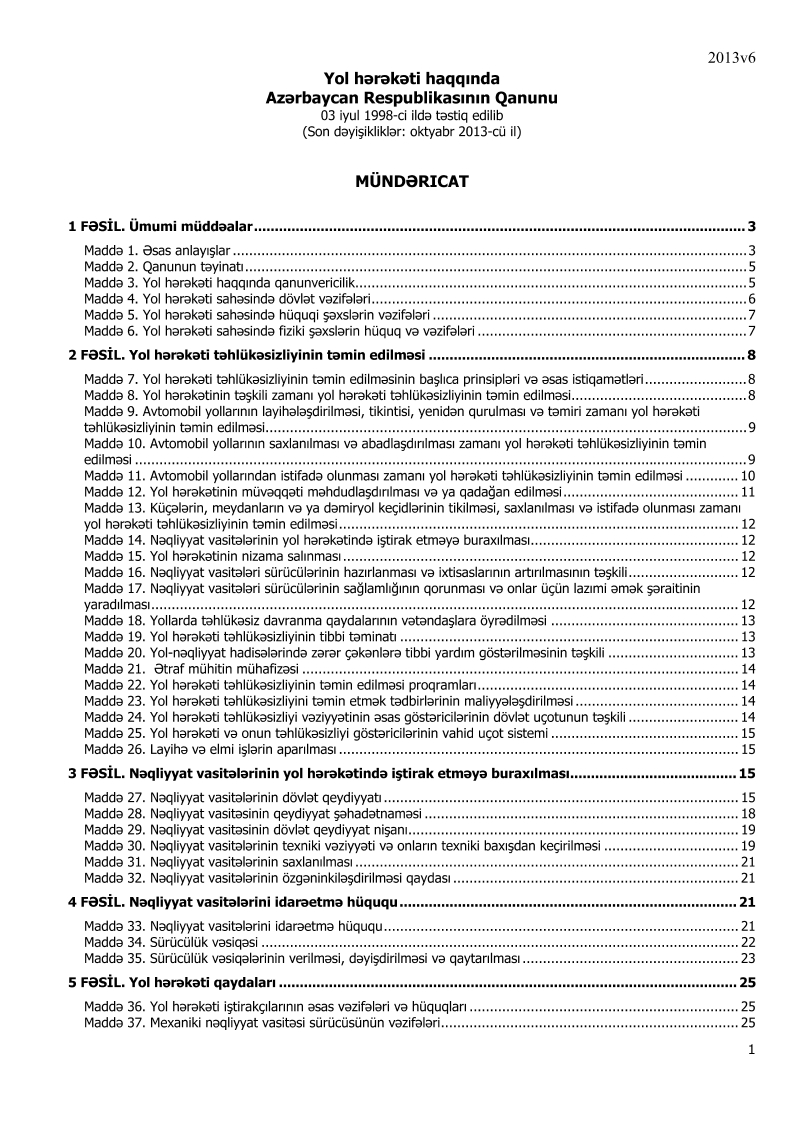 2013v6
Yol hərəkəti haqqında
Azərbaycan Respublikasının Qanunu
03 iyul 1998-ci ildə təstiq edilib
(Son dəyişikliklər: oktyabr 2013-cü il)
MÜNDƏRICAT
1 FƏSİL. Ümumi müddəalar ........ 3
Maddə 1. Əsas anlayışlar ........ 3
Maddə 2. Qanunun təyinatı ........ 5
Maddə 3. Yol hərəkəti haqqında qanunvericilik ........ 5
Maddə 4. Yol hərəkəti sahəsində dövlət vəzifələri ........ 6
Maddə 5. Yol hərəkəti sahəsində hüquqi şəxslərin vəzifələri ........ 7
Maddə 6. Yol hərəkəti sahəsində fiziki şəxslərin hüquq və vəzifələri ........ 7
2 FƏSİL. Yol hərəkəti təhlükəsizliyinin təmin edilməsi ........ 8
Maddə 7. Yol hərəkəti təhlükəsizliyinin təmin edilməsinin başlıca prinsipləri və əsas istiqamətləri ........ 8
Maddə 8. Yol hərəkətinin təşkili zamanı yol hərəkəti təhlükəsizliyinin təmin edilməsi ........ 8
Maddə 9. Avtomobil yollarının layihələşdirilməsi, tikintisi, yenidən qurulması və təmiri zamanı yol hərəkəti
təhlükəsizliyinin təmin edilməsi ........ 9
Maddə 10. Avtomobil yollarının saxlanılması və abadlaşdırılması zamanı yol hərəkəti təhlükəsizliyinin təmin
edilməsi ........ 9
Maddə 11. Avtomobil yollarından istifadə olunması zamanı yol hərəkəti təhlükəsizliyinin təmin edilməsi ........ 10
Maddə 12. Yol hərəkətinin müvəqqəti məhdudlaşdırılması və ya qadağan edilməsi ........ 11
Maddə 13. Küçələrin, meydanların və ya dəmiryol keçidlərinin tikilməsi, saxlanılması və istifadə olunması zamanı
yol hərəkəti təhlükəsizliyinin təmin edilməsi ........ 12
Maddə 14. Nəqliyyat vasitələrinin yol hərəkətində iştirak etməyə buraxılması ........ 12
Maddə 15. Yol hərəkətinin nizama salınması ........ 12
Maddə 16. Nəqliyyat vasitələri sürücülərinin hazırlanması və ixtisaslarının artırılmasının təşkili ........ 12
Maddə 17. Nəqliyyat vasitələri sürücülərinin sağlamlığının qorunması və onlar üçün lazımi əmək şəraitinin
yaradılması ........ 12
Maddə 18. Yollarda təhlükəsiz davranma qaydalarının vətəndaşlara öyrədilməsi ........ 13
Maddə 19. Yol hərəkəti təhlükəsizliyinin tibbi təminatı ........ 13
Maddə 20. Yol-nəqliyyat hadisələrində zərər çəkənlərə tibbi yardım göstərilməsinin təşkili ........ 13
Maddə 21.  Ətraf mühitin mühafizəsi ........ 14
Maddə 22. Yol hərəkəti təhlükəsizliyinin təmin edilməsi proqramları ........ 14
Maddə 23. Yol hərəkəti təhlükəsizliyini təmin etmək tədbirlərinin maliyyələşdirilməsi ........ 14
Maddə 24. Yol hərəkəti təhlükəsizliyi vəziyyətinin əsas göstəricilərinin dövlət uçotunun təşkili ........ 14
Maddə 25. Yol hərəkəti və onun təhlükəsizliyi göstəricilərinin vahid uçot sistemi ........ 15
Maddə 26. Layihə və elmi işlərin aparılması ........ 15
3 FƏSİL. Nəqliyyat vasitələrinin yol hərəkətində iştirak etməyə buraxılması ........ 15
Maddə 27. Nəqliyyat vasitələrinin dövlət qeydiyyatı ........ 15
Maddə 28. Nəqliyyat vasitəsinin qeydiyyat şəhadətnaməsi ........ 18
Maddə 29. Nəqliyyat vasitəsinin dövlət qeydiyyat nişanı ........ 19
Maddə 30. Nəqliyyat vasitələrinin texniki vəziyyəti və onların texniki baxışdan keçirilməsi ........ 19
Maddə 31. Nəqliyyat vasitələrinin saxlanılması ........ 21
Maddə 32. Nəqliyyat vasitələrinin özgəninkiləşdirilməsi qaydası ........ 21
4 FƏSİL. Nəqliyyat vasitələrini idarəetmə hüququ ........ 21
Maddə 33. Nəqliyyat vasitələrini idarəetmə hüququ ........ 21
Maddə 34. Sürücülük vəsiqəsi ........ 22
Maddə 35. Sürücülük vəsiqələrinin verilməsi, dəyişdirilməsi və qaytarılması ........ 23
5 FƏSİL. Yol hərəkəti qaydaları ........ 25
Maddə 36. Yol hərəkəti iştirakçılarının əsas vəzifələri və hüquqları ........ 25
Maddə 37. Mexaniki nəqliyyat vasitəsi sürücüsünün vəzifələri ........ 25
1